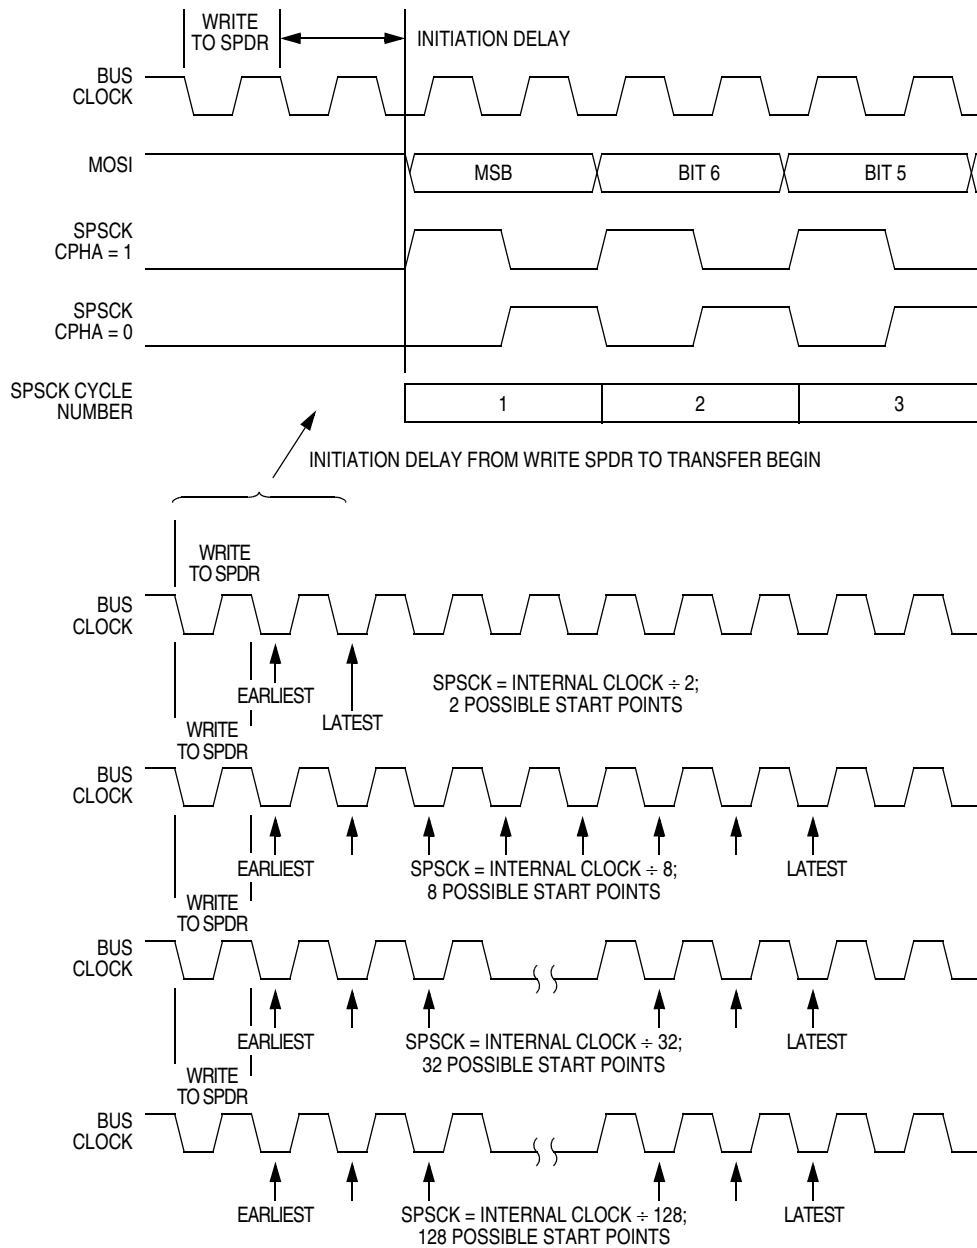 WRITE
TO SPDR
INITIATION DELAY
BUS
CLOCK
MOSI
MSB
BIT 6
BIT 5
SPSCK
CPHA = 1
SPSCK
CPHA = 0
SPSCK CYCLE
NUMBER
1
2
3
INITIATION DELAY FROM WRITE SPDR TO TRANSFER BEGIN
WRITE
TO SPDR
BUS
CLOCK
EARLIEST
LATEST
SPSCK = INTERNAL CLOCK ÷ 2;
2 POSSIBLE START POINTS
WRITE
TO SPDR
BUS
CLOCK
EARLIEST
SPSCK = INTERNAL CLOCK ÷ 8;
8 POSSIBLE START POINTS
LATEST
WRITE
TO SPDR
BUS
CLOCK
EARLIEST
SPSCK = INTERNAL CLOCK ÷ 32;
32 POSSIBLE START POINTS
LATEST
WRITE
TO SPDR
BUS
CLOCK
EARLIEST
SPSCK = INTERNAL CLOCK ÷ 128;
128 POSSIBLE START POINTS
LATEST